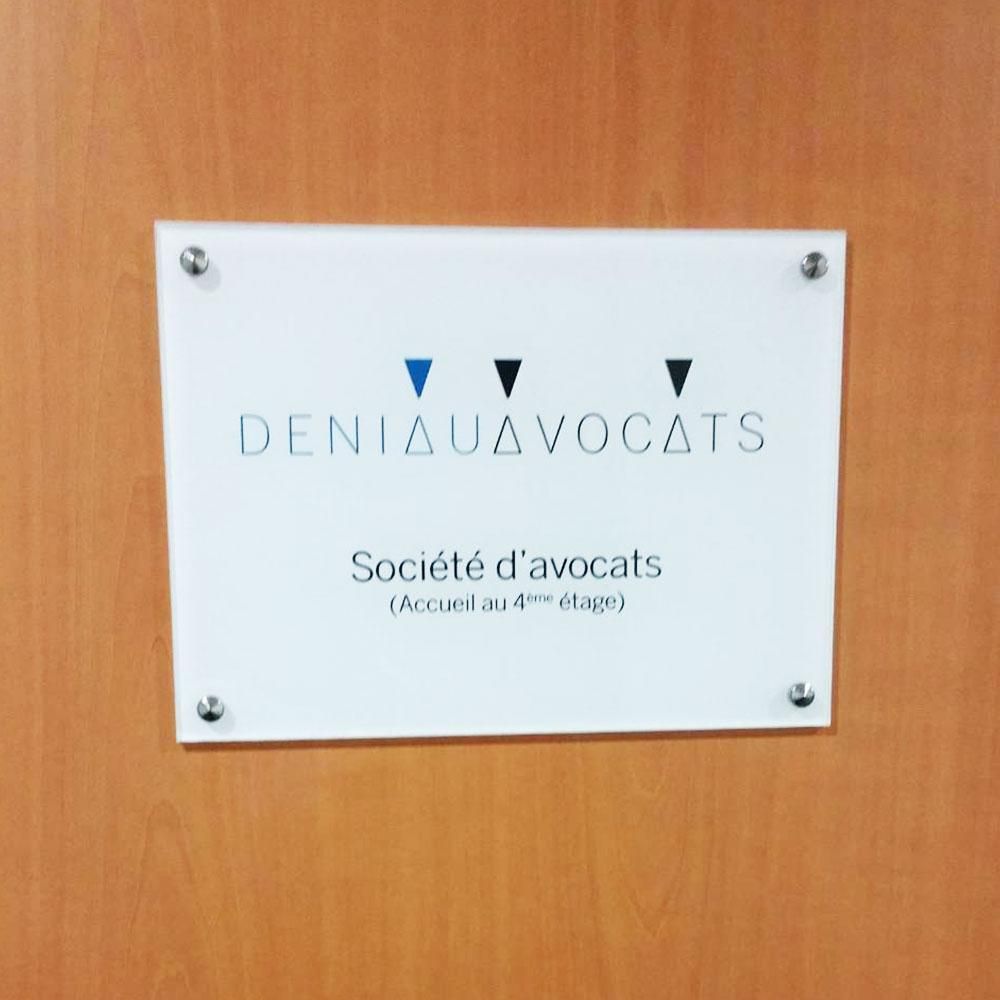 DENIAUAVOCATS
Société d'avocats
(Accueil au 4ème étage)